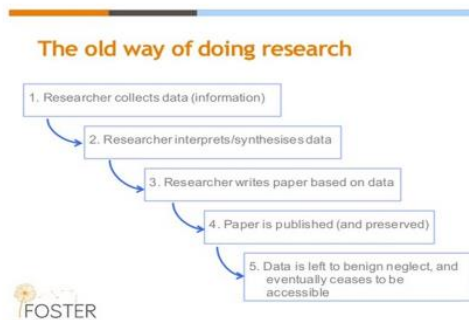 The old way of doing research
1. Researcher collects data (information)
2. Researcher interprets/synthesises data
3. Researcher writes paper based on data
4. Paper is published (and preserved)
5. Data is left to benign neglect, and
eventually ceases to be
accessible
FOSTER